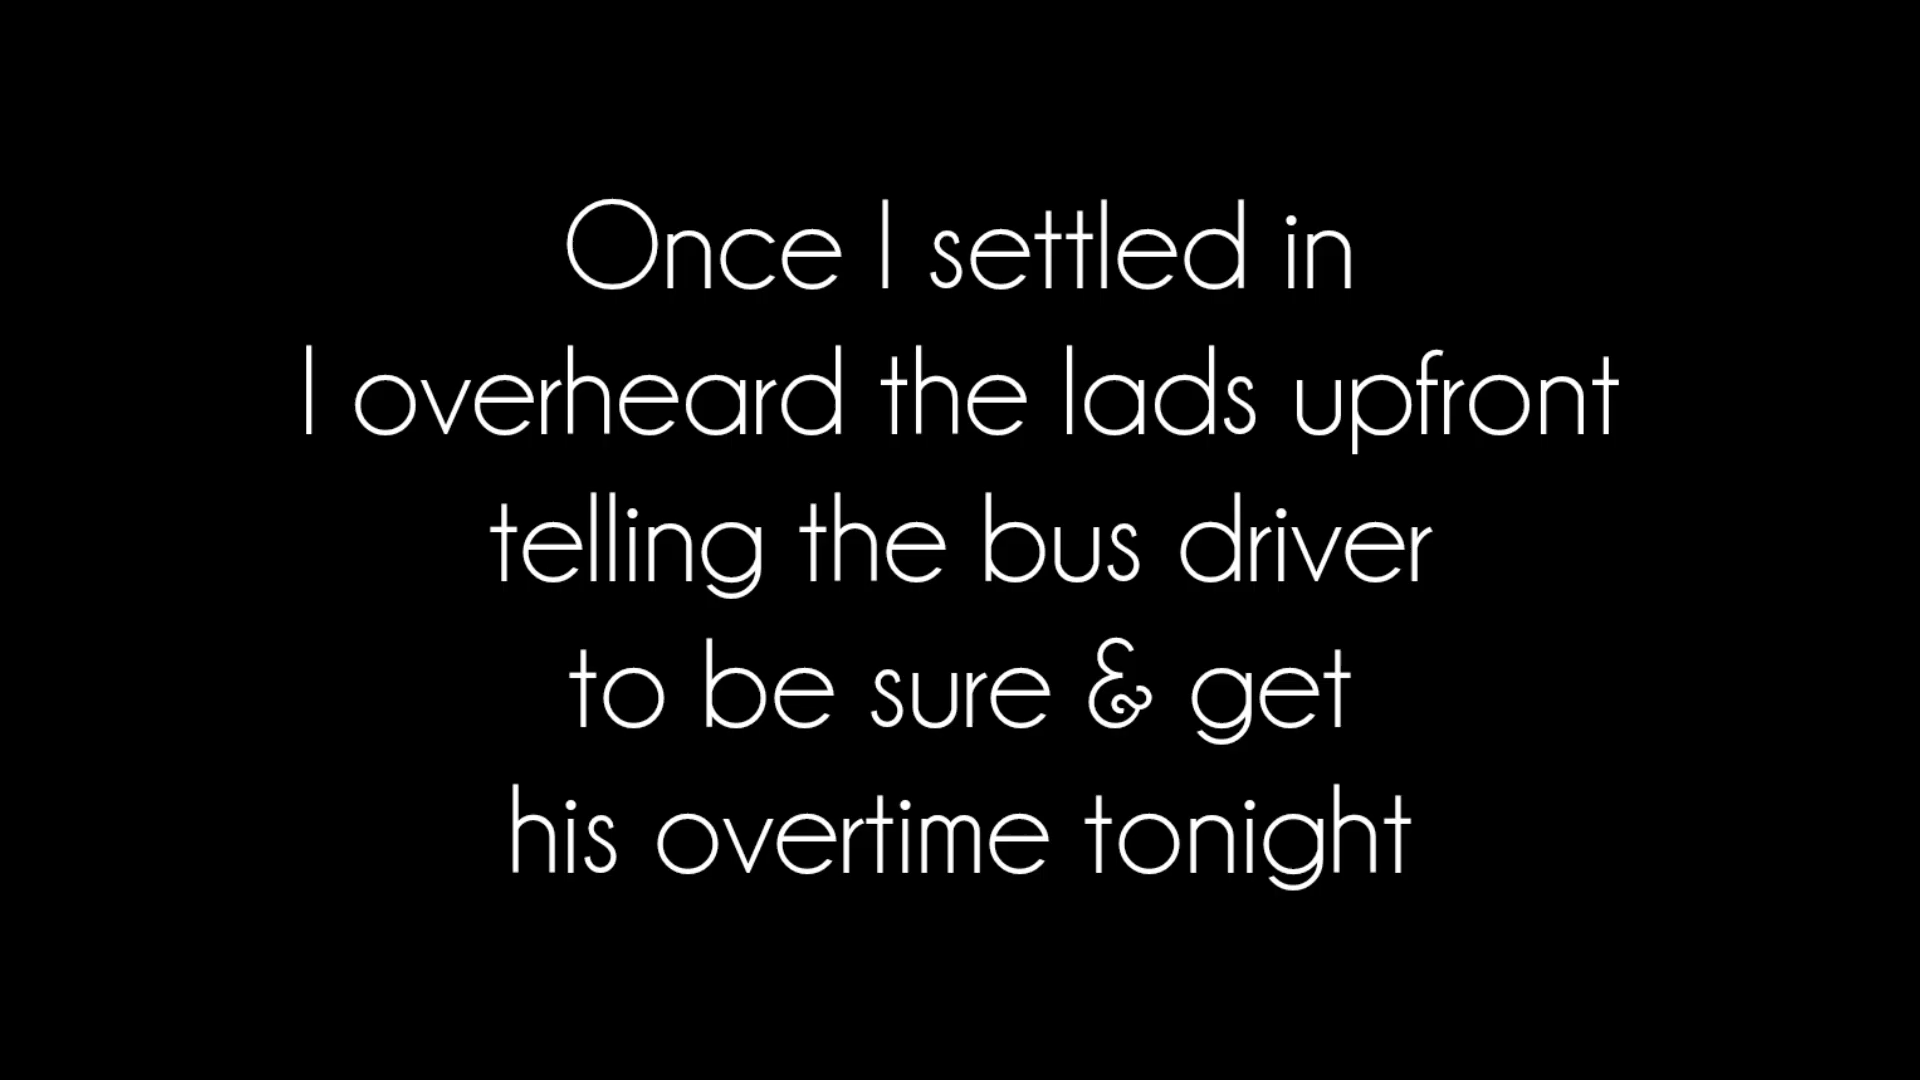 Once I settled in
I overheard the lads upfront
telling the bus driver
to be sure & get
his overtime tonight